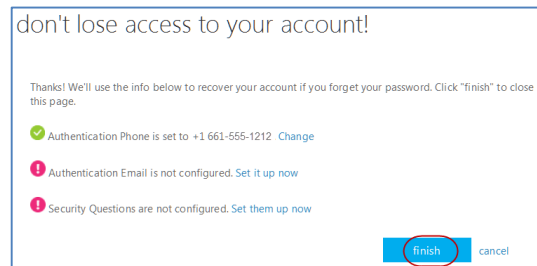 don't lose access to your account!
Thanks! We'll use the info below to recover your account if you forget your password. Click "finish" to close
this page.
Authentication Phone is set to +1 661-555-1212 Change
Authentication Email is not configured. Set it up now
Security Questions are not configured. Set them up now
finish cancel